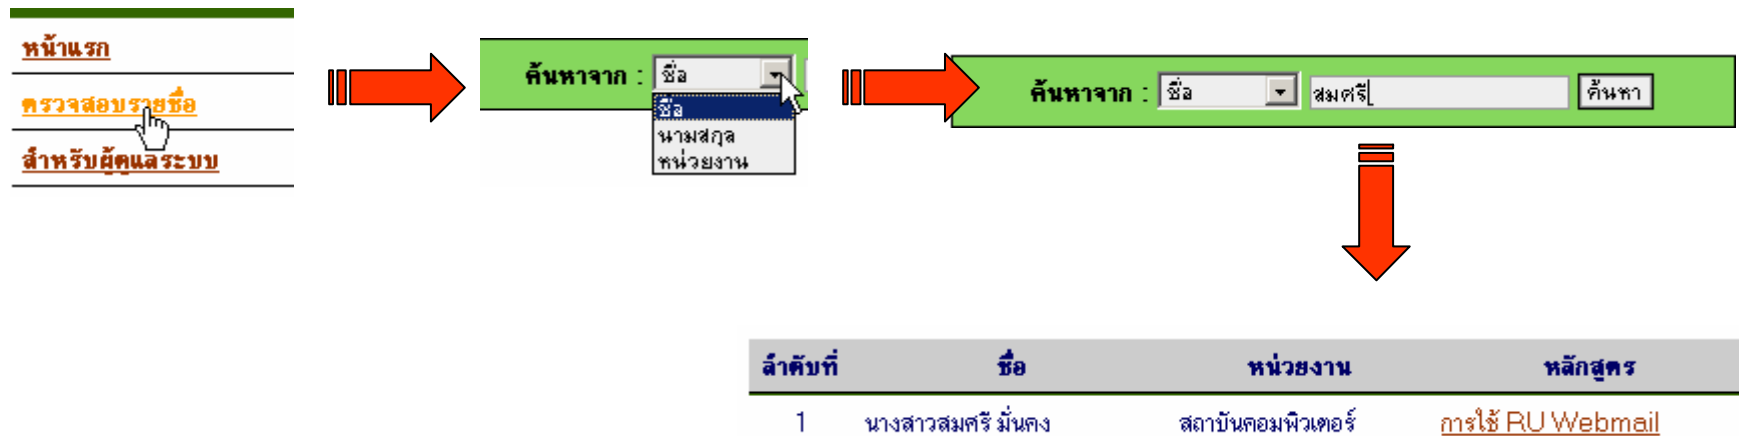 หน้าแรก
ตรวจสอบรายชื่อ
สำหรับผู้ดูแลระบบ
ค้นหาจาก : ชื่อ
ชื่อ
นามสกุล
หน่วยงาน
ค้นหาจาก : ชื่อ สมศรี ค้นหา
ลำดับที่ ชื่อ หน่วยงาน หลักสูตร
1 นางสาวสมศรี มั่นคง สถาบันคอมพิวเตอร์ การใช้ RU Webmail